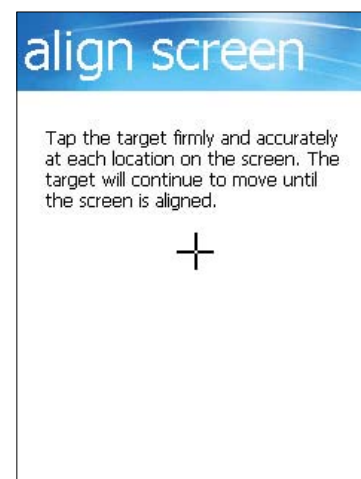 align screen
Tap the target firmly and accurately
at each location on the screen. The
target will continue to move until
the screen is aligned.